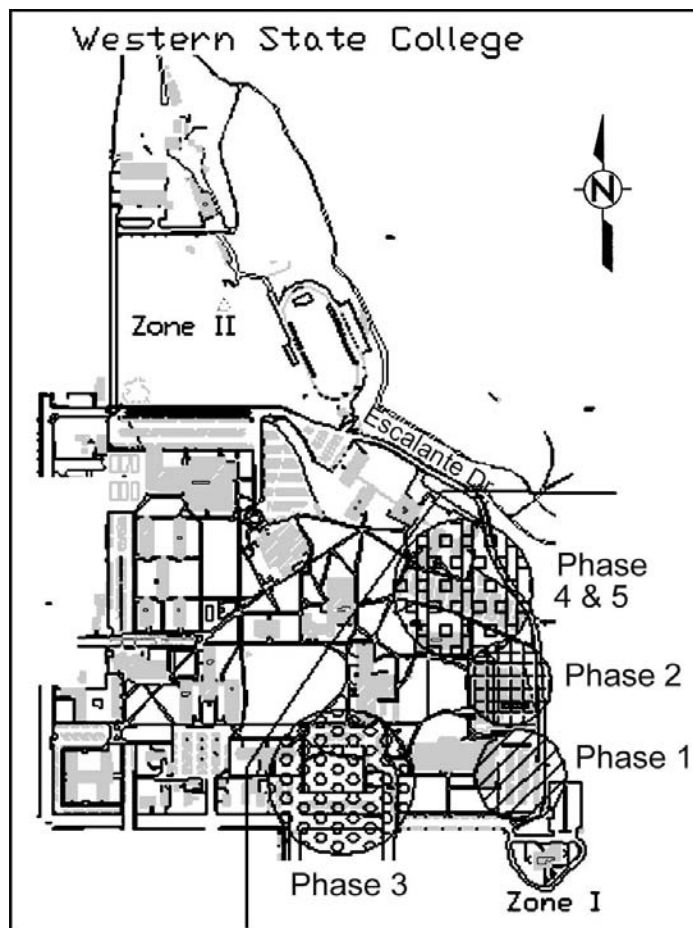 Western State College
N
Zone II
Escalante Dr
Phase
4 & 5
Phase 2
Phase 1
Phase 3
Zone I